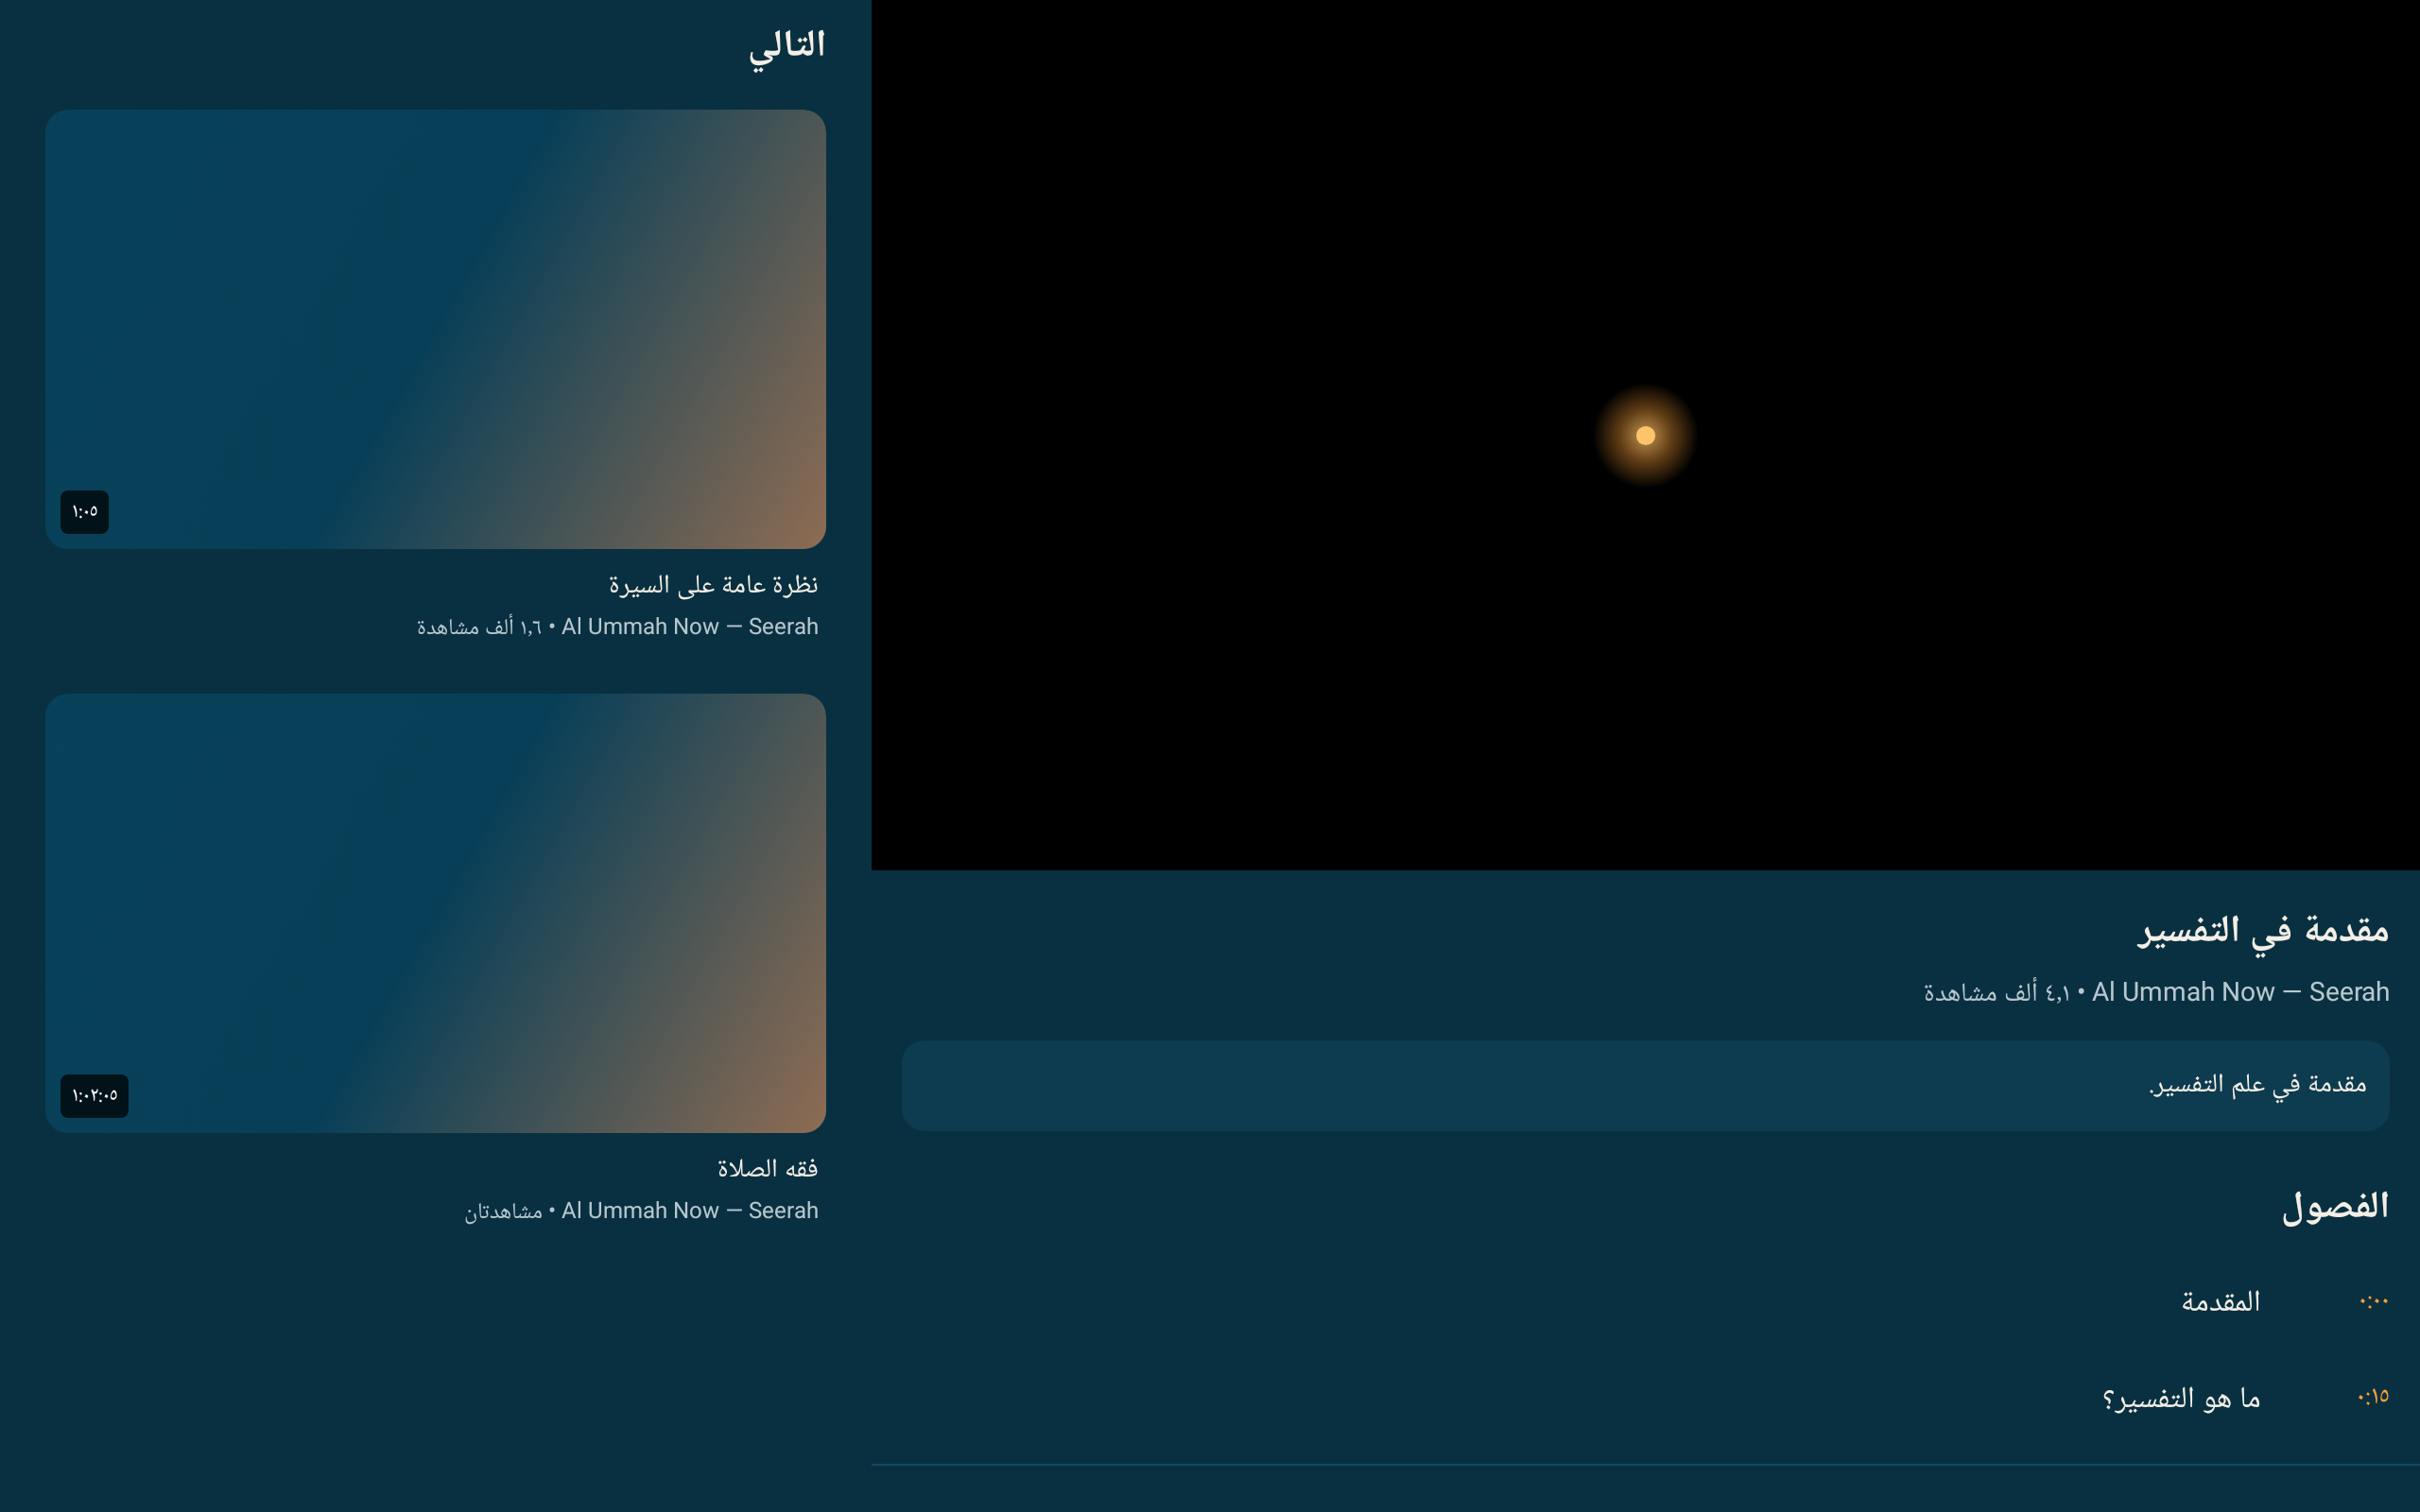 مقدمة في التفسير
Al Ummah Now — Seerah • ٤,١ ألف مشاهدة
مقدمة في علم التفسير.
الفصول
٠:٠٠ المقدمة
٠:١٥ ما هو التفسير؟
التالي
١:٠٥
نظرة عامة على السيرة
Al Ummah Now — Seerah • ١,٦ ألف مشاهدة
١:٠٢:٠٥
فقه الصلاة
Al Ummah Now — Seerah • مشاهدتان